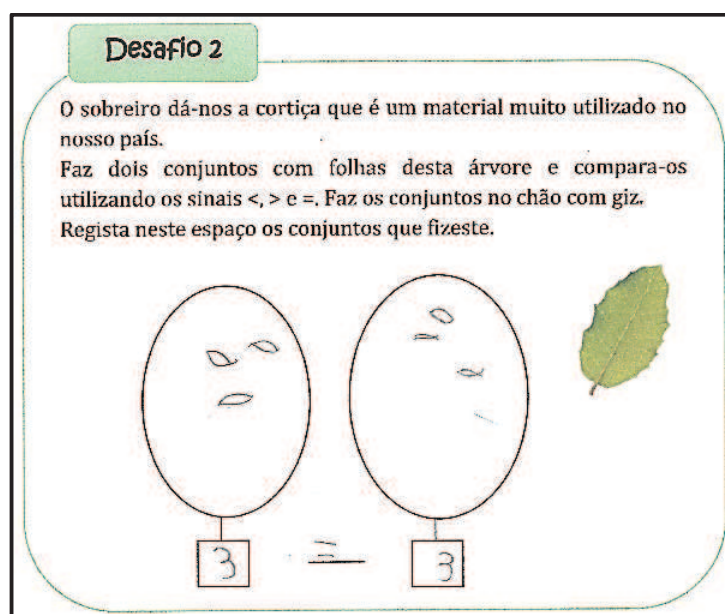 Desafio 2
O sobreiro dá-nos a cortiça que é um material muito utilizado no
nosso país.
Faz dois conjuntos com folhas desta árvore e compara-os
utilizando os sinais <, > e =. Faz os conjuntos no chão com giz.
Regista neste espaço os conjuntos que fizeste.
3 = 3